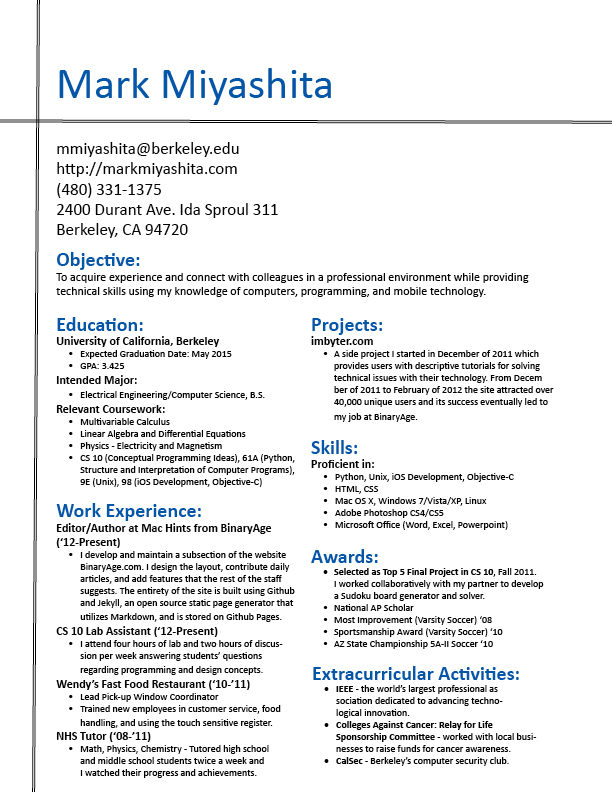 Mark Miyashita
mmiyashita@berkeley.edu
http://markmiyashita.com
(480) 331-1375
2400 Durant Ave. Ida Sproul 311
Berkeley, CA 94720
Objective:
To acquire experience and connect with colleagues in a professional environment while providing
technical skills using my knowledge of computers, programming, and mobile technology.
Education:
University of California, Berkeley
• Expected Graduation Date: May 2015
• GPA: 3.425
Intended Major:
• Electrical Engineering/Computer Science, B.S.
Relevant Coursework:
• Multivariable Calculus
• Linear Algebra and Differential Equations
• Physics - Electricity and Magnetism
• CS 10 (Conceptual Programming Ideas), 61A (Python,
Structure and Interpretation of Computer Programs),
9E (Unix), 98 (iOS Development, Objective-C)
Work Experience:
Editor/Author at Mac Hints from BinaryAge
(‘12-Present)
• I develop and maintain a subsection of the website
BinaryAge.com. I design the layout, contribute daily
articles, and add features that the rest of the staff
suggests. The entirety of the site is built using Github
and Jekyll, an open source static page generator that
utilizes Markdown, and is stored on Github Pages.
CS 10 Lab Assistant (‘12-Present)
• I attend four hours of lab and two hours of discus-
sion per week answering students’ questions
regarding programming and design concepts.
Wendy’s Fast Food Restaurant (‘10-’11)
• Lead Pick-up Window Coordinator
• Trained new employees in customer service, food
handling, and using the touch sensitive register.
NHS Tutor (‘08-’11)
• Math, Physics, Chemistry - Tutored high school
and middle school students twice a week and
I watched their progress and achievements.
Projects:
imbyter.com
• A side project I started in December of 2011 which
provides users with descriptive tutorials for solving
technical issues with their technology. From Decem
ber of 2011 to February of 2012 the site attracted over
40,000 unique users and its success eventually led to
my job at BinaryAge.
Skills:
Proficient in:
• Python, Unix, iOS Development, Objective-C
• HTML, CSS
• Mac OS X, Windows 7/Vista/XP, Linux
• Adobe Photoshop CS4/CS5
• Microsoft Office (Word, Excel, Powerpoint)
Awards:
• Selected as Top 5 Final Project in CS 10, Fall 2011.
I worked collaboratively with my partner to develop
a Sudoku board generator and solver.
• National AP Scholar
• Most Improvement (Varsity Soccer) ‘08
• Sportsmanship Award (Varsity Soccer) ‘10
• AZ State Championship 5A-II Soccer ‘10
Extracurricular Activities:
• IEEE - the world’s largest professional as
sociation dedicated to advancing techno-
logical innovation.
• Colleges Against Cancer: Relay for Life
Sponsorship Committee - worked with local busi-
nesses to raise funds for cancer awareness.
• CalSec - Berkeley’s computer security club.